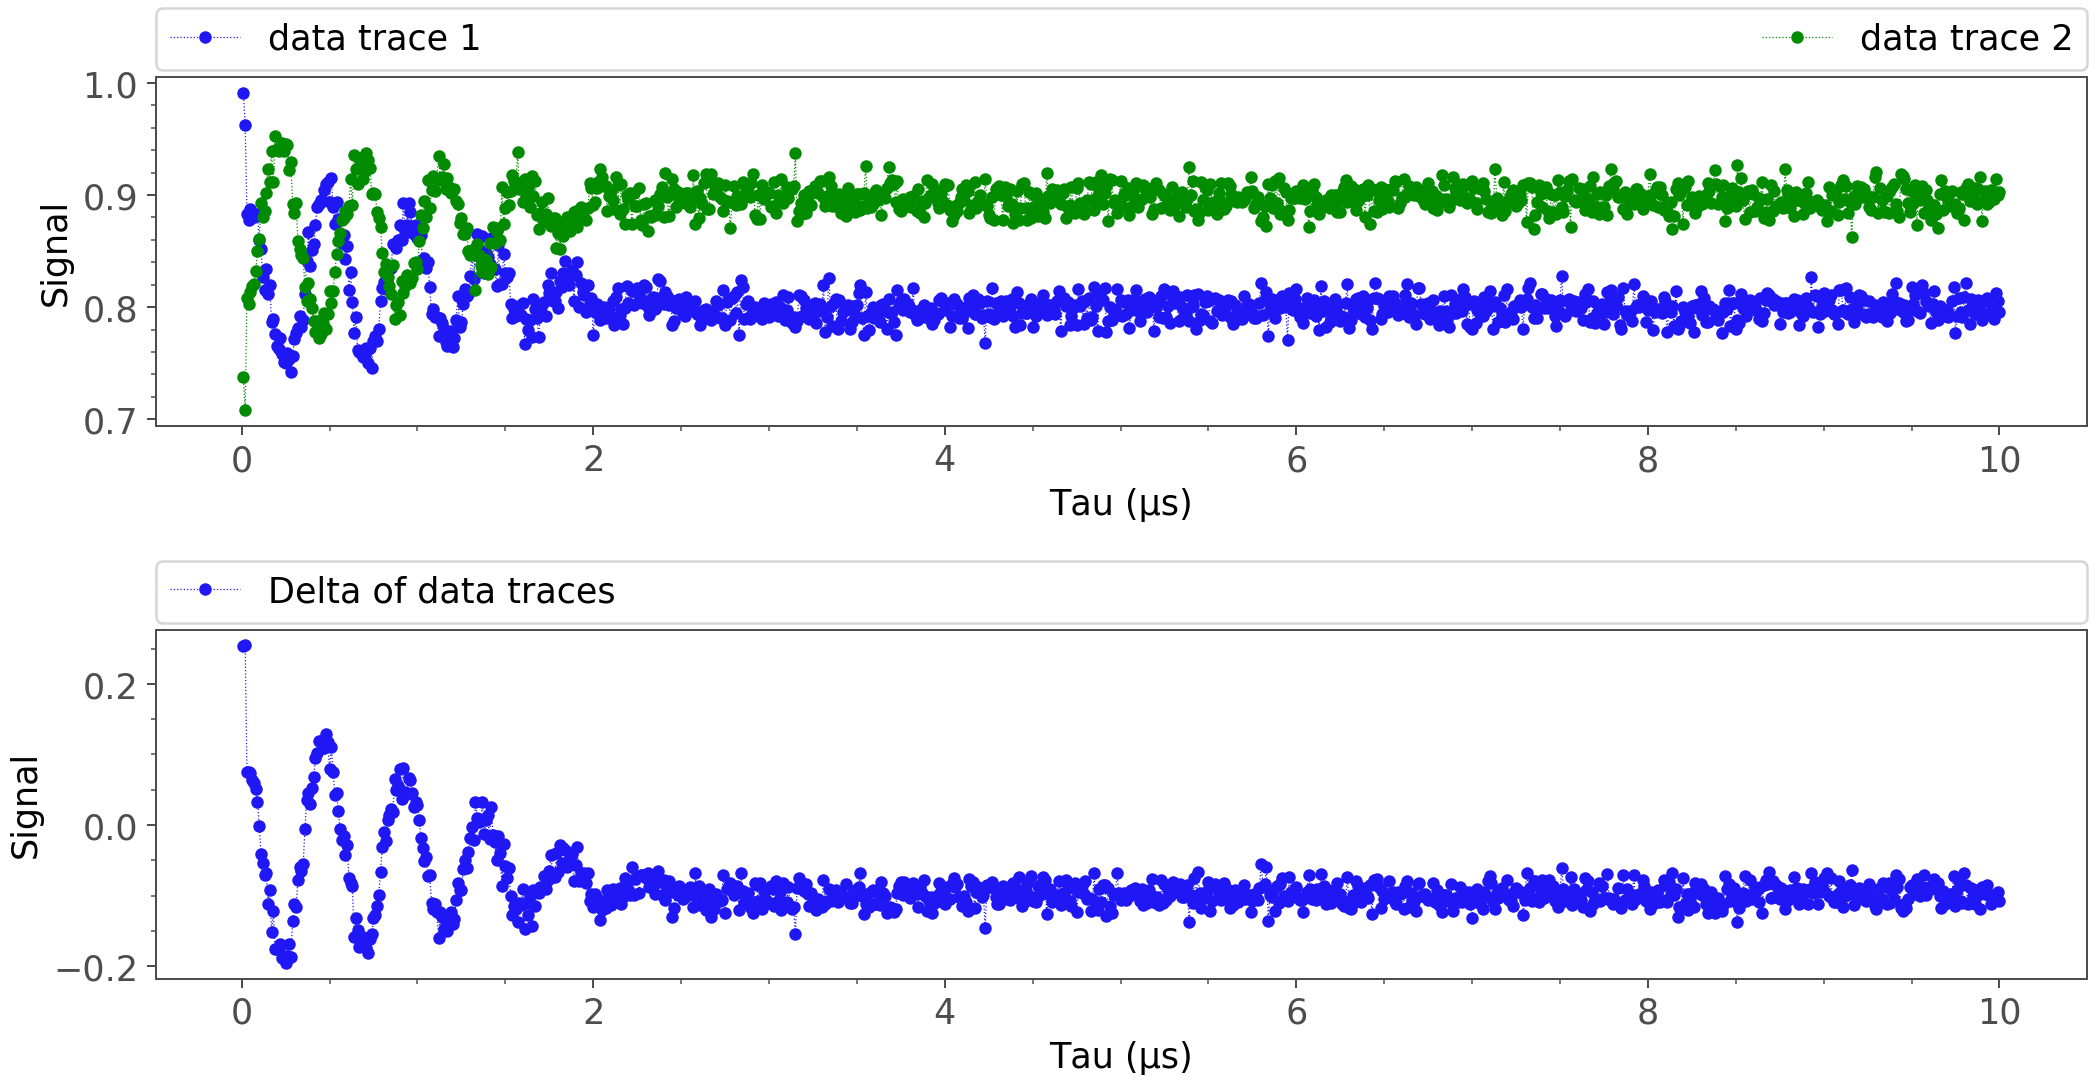 data trace 1 data trace 2
1.0
0.9
0.8
0.7
Signal
0 2 4 6 8 10
Tau (µs)
Delta of data traces
0.2
0.0
−0.2
Signal
0 2 4 6 8 10
Tau (µs)